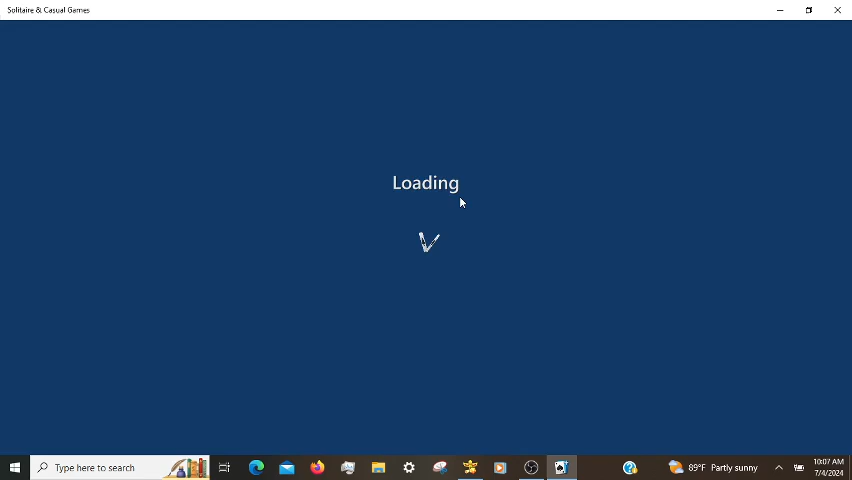 Solitaire & Casual Games
Loading
Type here to search
89°F Partly sunny
10:07 AM
7/4/2024